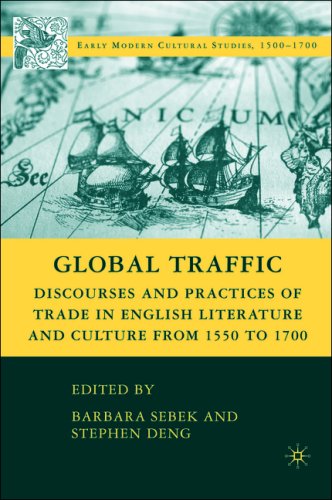 EARLY MODERN CULTURAL STUDIES, 1500–1700
NICUM
See
GLOBAL TRAFFIC
DISCOURSES AND PRACTICES OF
TRADE IN ENGLISH LITERATURE
AND CULTURE FROM 1550 TO 1700
EDITED BY
BARBARA SEBEK AND
STEPHEN DENG